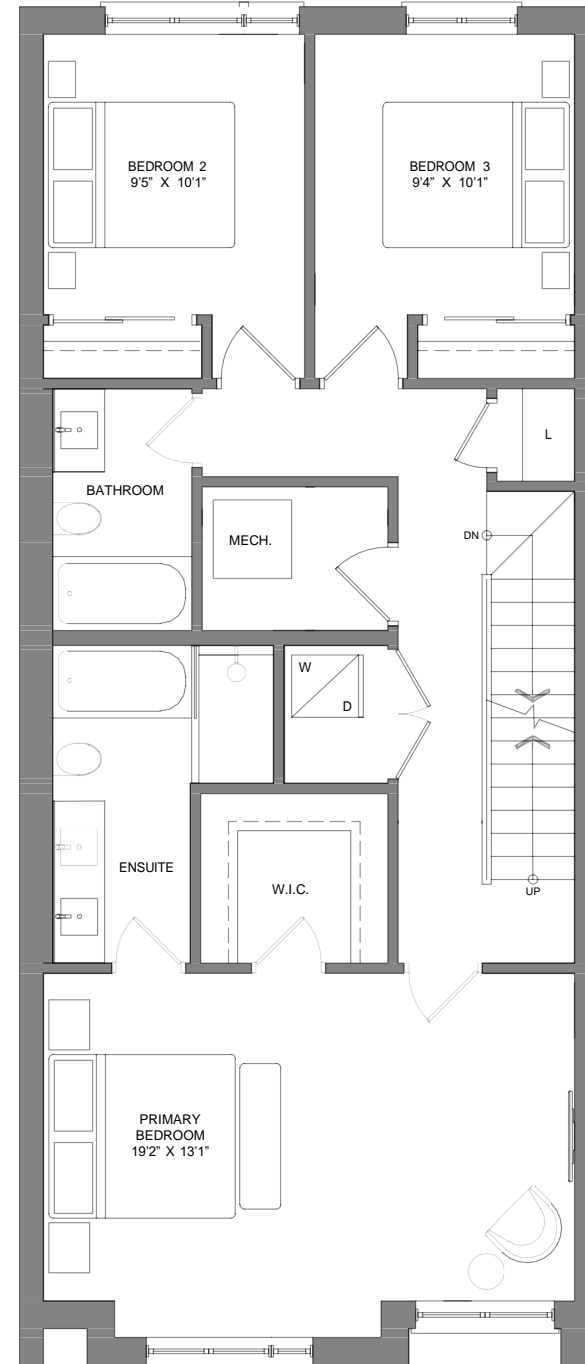 BEDROOM 2
9'5" X 10'1"
BEDROOM 3
9'4" X 10'1"
L
BATHROOM
MECH.
DN
W
D
ENSUITE
W.I.C.
UP
PRIMARY
BEDROOM
19'2" X 13'1"